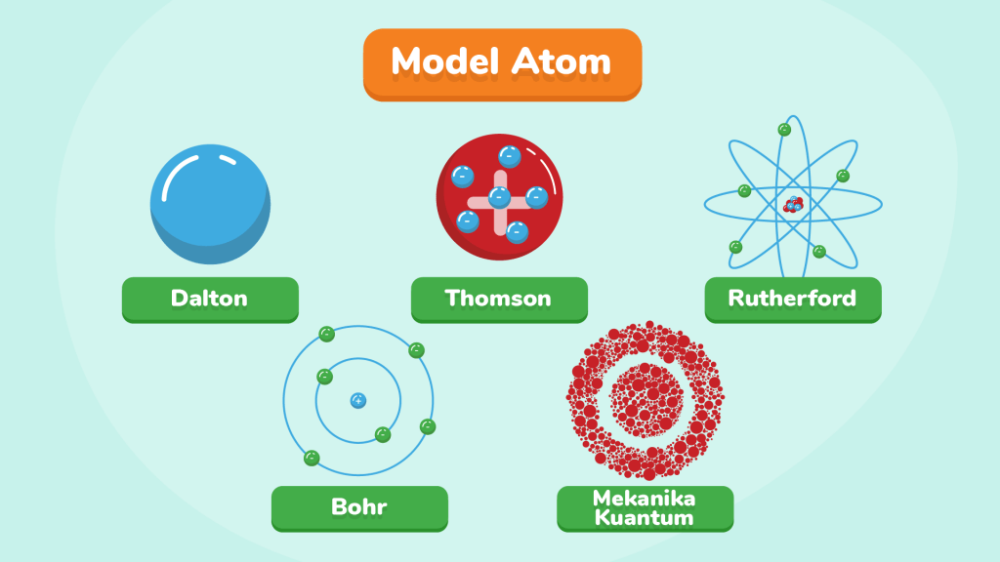 Model Atom
Dalton
Thomson
Rutherford
Bohr
Mekanika
Kuantum